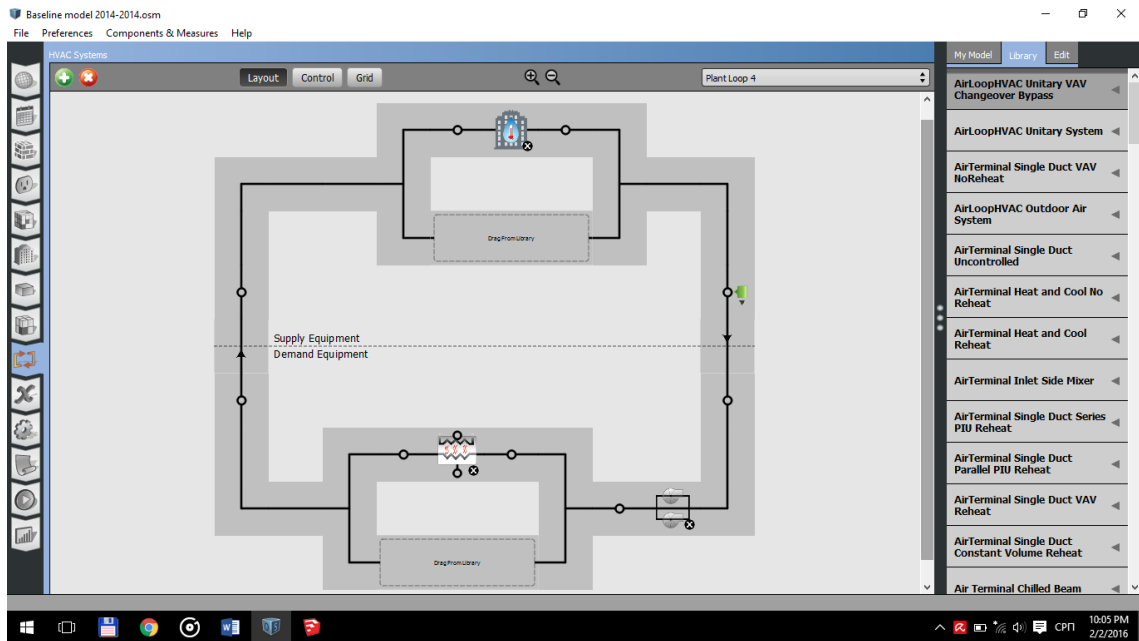 Baseline model 2014-2014.osm
File Preferences Components & Measures Help
HVAC Systems
My Model Library Edit
Layout Control Grid
Plant Loop 4
AirLoopHVAC Unitary VAV
Changeover Bypass
AirLoopHVAC Unitary System
AirTerminal Single Duct VAV
NoReheat
AirLoopHVAC Outdoor Air
System
AirTerminal Single Duct
Uncontrolled
AirTerminal Heat and Cool No
Reheat
AirTerminal Heat and Cool
Reheat
AirTerminal Inlet Side Mixer
AirTerminal Single Duct Series
PIU Reheat
AirTerminal Single Duct
Parallel PIU Reheat
AirTerminal Single Duct VAV
Reheat
AirTerminal Single Duct
Constant Volume Reheat
Air Terminal Chilled Beam
Drag From Library
Supply Equipment
Demand Equipment
Drag From Library
СРП
10:05 PM
2/2/2016